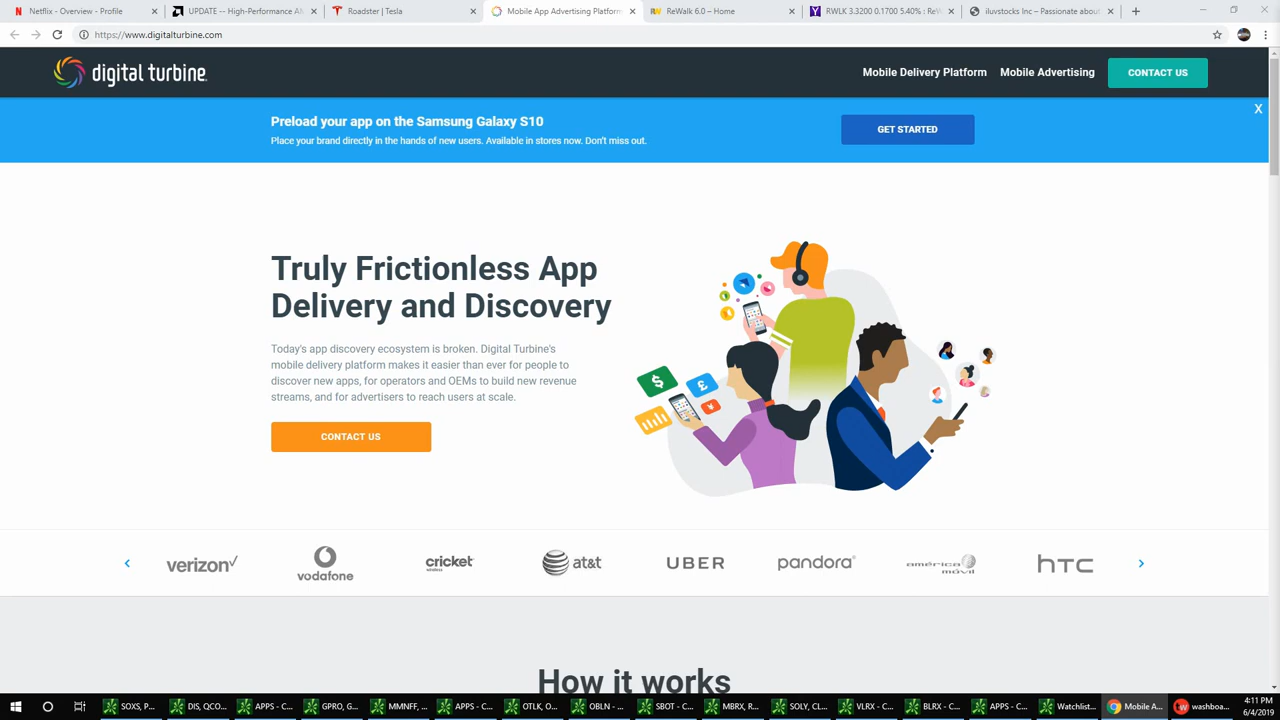 Netflix - Overview - Profile
UPDATE -- High-Performance AM
Roadster | Tesla
Mobile App Advertising Platform
ReWalk 6.0 – Home
RWLK 3.3200 0.1700 5.40% : ReW
iluvstocks Inc – Passionate about
https://www.digitalturbine.com
digital turbine
Mobile Delivery Platform
Mobile Advertising
CONTACT US
Preload your app on the Samsung Galaxy S10
Place your brand directly in the hands of new users. Available in stores now. Don't miss out.
GET STARTED
X
Truly Frictionless App
Delivery and Discovery
Today's app discovery ecosystem is broken. Digital Turbine's
mobile delivery platform makes it easier than ever for people to
discover new apps, for operators and OEMs to build new revenue
streams, and for advertisers to reach users at scale.
CONTACT US
verizon
vodafone
cricket
wireless
at&t
UBER
pandora
américa
móvil
hTC
How it works
SOXS, P...
DIS, QCO...
APPS - C...
GPRO, G...
MMNFF, ...
APPS - C...
OTLK, O...
OBLN - ...
SBOT - C...
MBRX, R...
SOLY, CL...
VLRX - C...
BLRX - C...
APPS - C...
Watchlist...
Mobile A...
washboa...
4:11 PM
6/4/2019